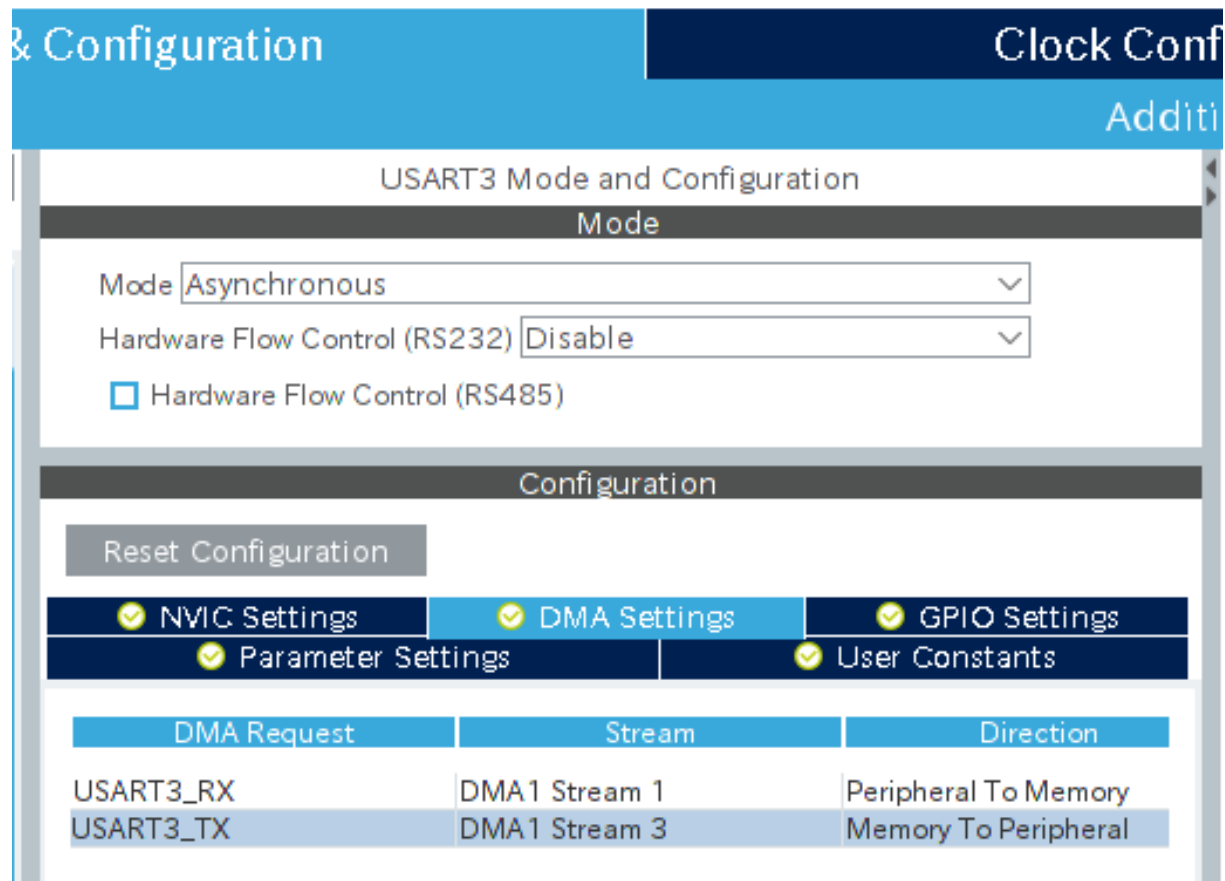 & Configuration
Clock Conf
Additi
USART3 Mode and Configuration
Mode
Mode Asynchronous
Hardware Flow Control (RS232) Disable
Hardware Flow Control (RS485)
Configuration
Reset Configuration
NVIC Settings
DMA Settings
GPIO Settings
Parameter Settings
User Constants
DMA Request Stream Direction
USART3_RX DMA1 Stream 1 Peripheral To Memory
USART3_TX DMA1 Stream 3 Memory To Peripheral